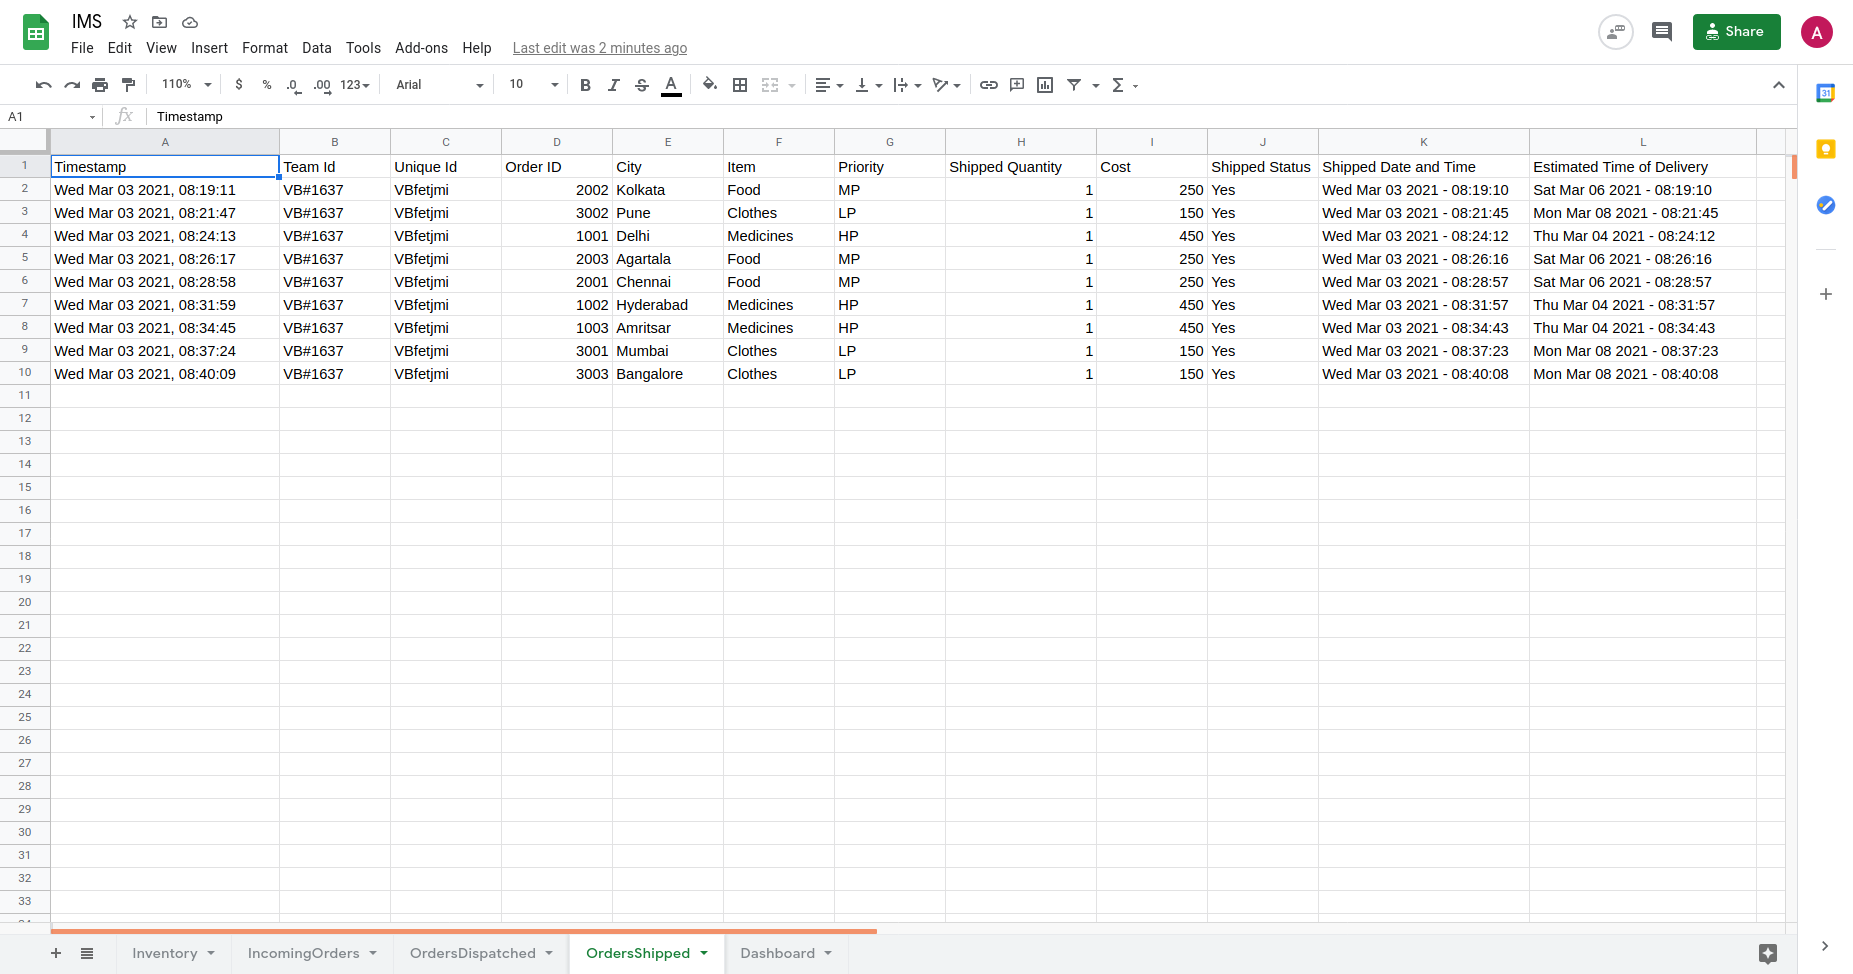 IMS
File Edit View Insert Format Data Tools Add-ons Help Last edit was 2 minutes ago
Share
A
110% $ % .0 .00 123 Arial 10 B I S A
31
A1 fx Timestamp
A B C D E F G H I J K L
1 Timestamp Team Id Unique Id Order ID City Item Priority Shipped Quantity Cost Shipped Status Shipped Date and Time Estimated Time of Delivery
2 Wed Mar 03 2021, 08:19:11 VB#1637 VBfetjmi 2002 Kolkata Food MP 1 250 Yes Wed Mar 03 2021 - 08:19:10 Sat Mar 06 2021 - 08:19:10
3 Wed Mar 03 2021, 08:21:47 VB#1637 VBfetjmi 3002 Pune Clothes LP 1 150 Yes Wed Mar 03 2021 - 08:21:45 Mon Mar 08 2021 - 08:21:45
4 Wed Mar 03 2021, 08:24:13 VB#1637 VBfetjmi 1001 Delhi Medicines HP 1 450 Yes Wed Mar 03 2021 - 08:24:12 Thu Mar 04 2021 - 08:24:12
5 Wed Mar 03 2021, 08:26:17 VB#1637 VBfetjmi 2003 Agartala Food MP 1 250 Yes Wed Mar 03 2021 - 08:26:16 Sat Mar 06 2021 - 08:26:16
6 Wed Mar 03 2021, 08:28:58 VB#1637 VBfetjmi 2001 Chennai Food MP 1 250 Yes Wed Mar 03 2021 - 08:28:57 Sat Mar 06 2021 - 08:28:57
7 Wed Mar 03 2021, 08:31:59 VB#1637 VBfetjmi 1002 Hyderabad Medicines HP 1 450 Yes Wed Mar 03 2021 - 08:31:57 Thu Mar 04 2021 - 08:31:57
8 Wed Mar 03 2021, 08:34:45 VB#1637 VBfetjmi 1003 Amritsar Medicines HP 1 450 Yes Wed Mar 03 2021 - 08:34:43 Thu Mar 04 2021 - 08:34:43
9 Wed Mar 03 2021, 08:37:24 VB#1637 VBfetjmi 3001 Mumbai Clothes LP 1 150 Yes Wed Mar 03 2021 - 08:37:23 Mon Mar 08 2021 - 08:37:23
10 Wed Mar 03 2021, 08:40:09 VB#1637 VBfetjmi 3003 Bangalore Clothes LP 1 150 Yes Wed Mar 03 2021 - 08:40:08 Mon Mar 08 2021 - 08:40:08
11
12
13
14
15
16
17
18
19
20
21
22
23
24
25
26
27
28
29
30
31
32
33
Inventory IncomingOrders OrdersDispatched OrdersShipped Dashboard